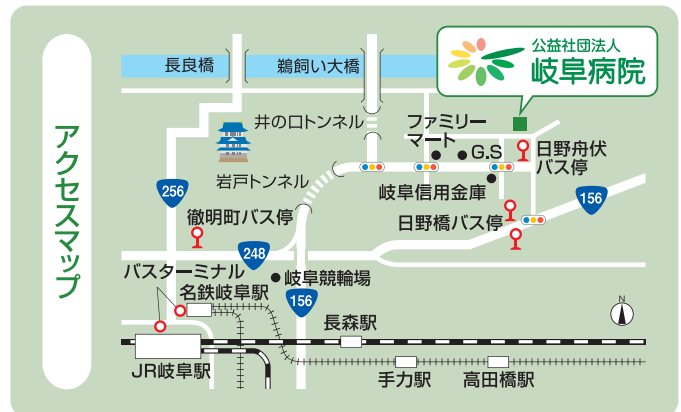 アクセスマップ
長良橋
鵜飼い大橋
公益社団法人
岐阜病院
井の口トンネル
ファミリー
マート
G.S
日野舟伏
バス停
岩戸トンネル
岐阜信用金庫
256
徹明町バス停
日野橋バス停
156
248
バスターミナル
岐阜競輪場
名鉄岐阜駅
156
N
長森駅
JR岐阜駅
手力駅
高田橋駅